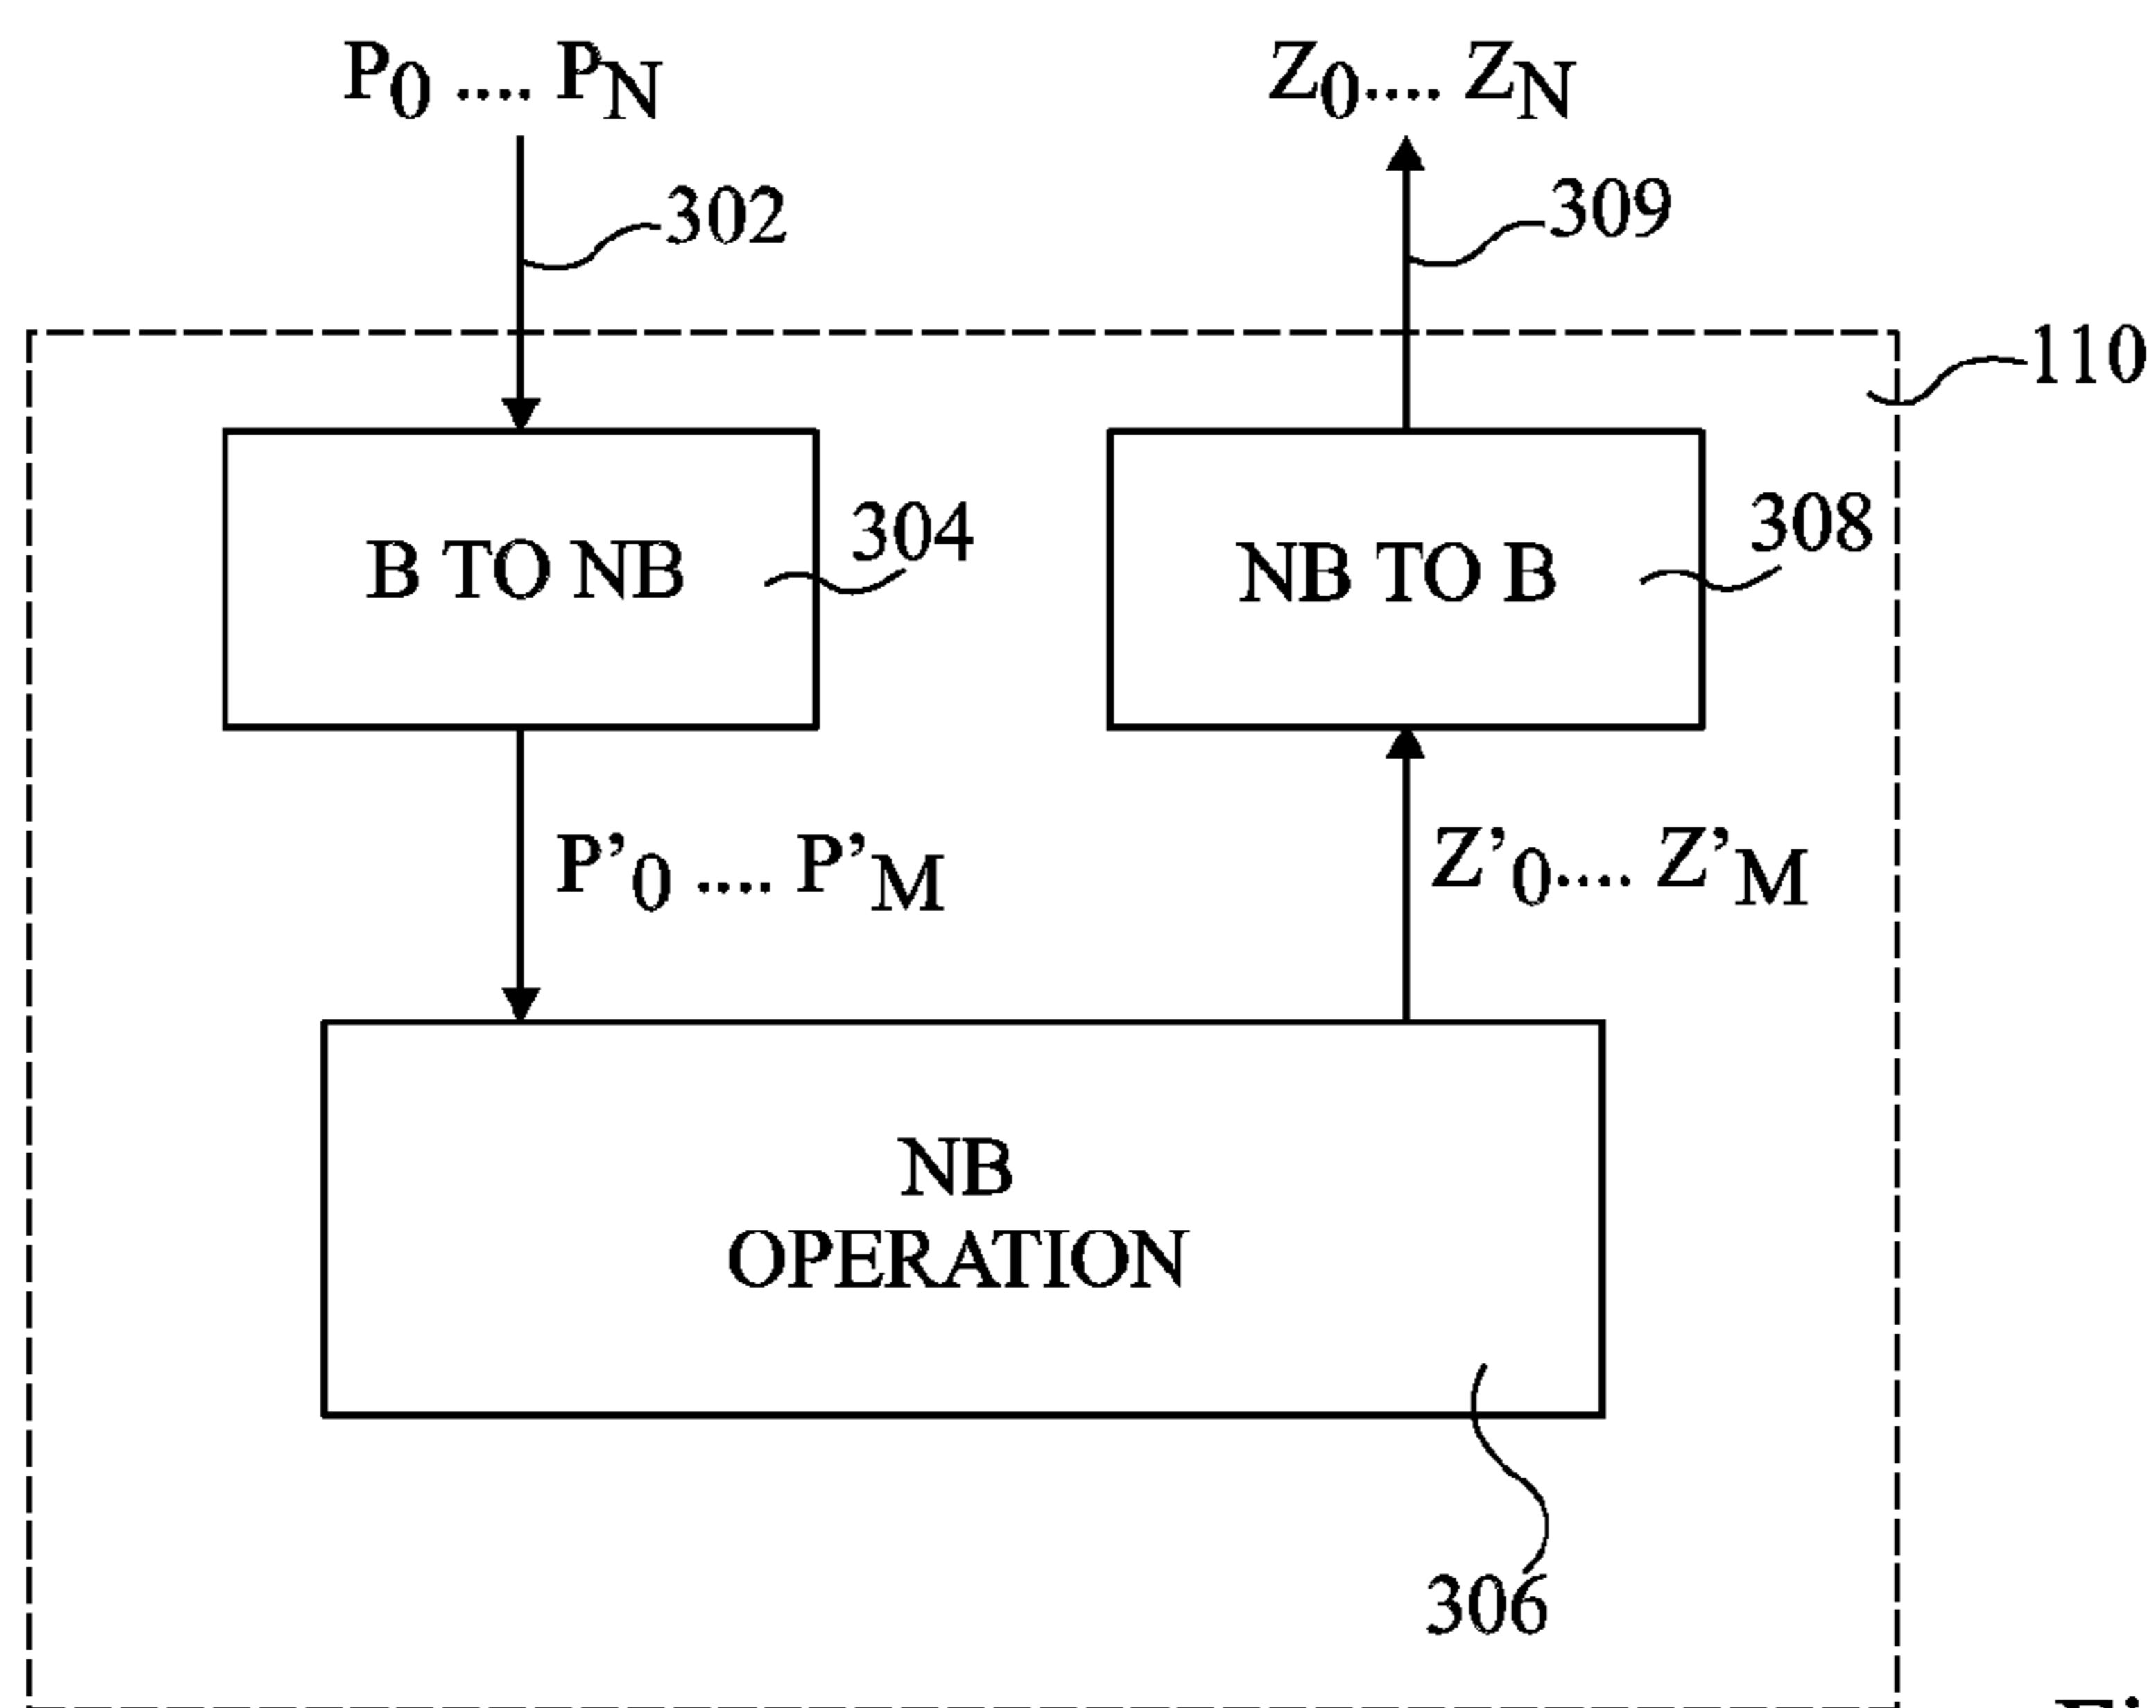 P0 .... PN
Z0.... ZN
302
309
110
B TO NB
304
NB TO B
308
P’0 .... P’M
Z’0.... Z’M
NB
OPERATION
306